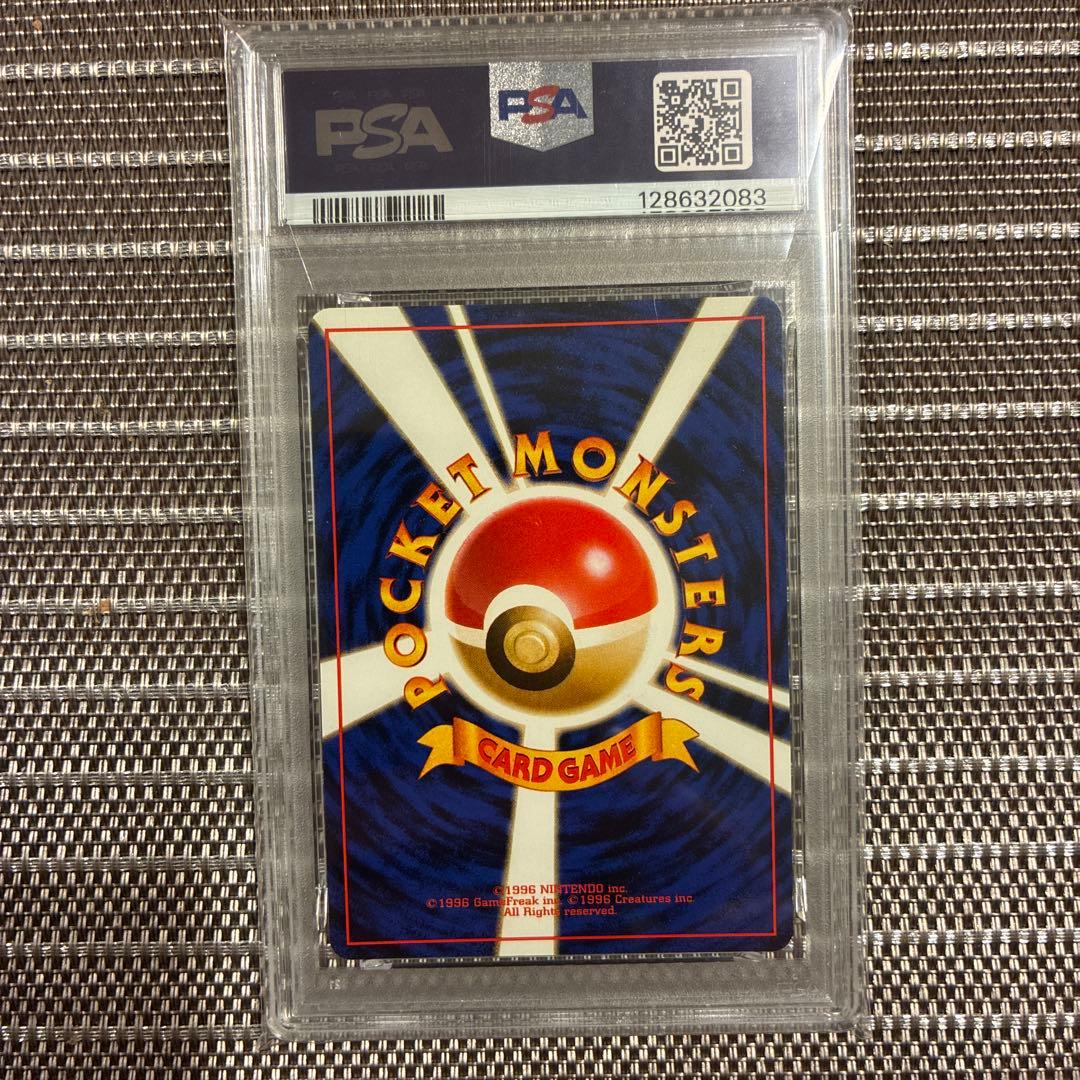 PSA
PSA
128632083
POCKET MONSTERS
CARD GAME
©1996 NINTENDO inc.
©1996 GameFreak inc. ©1996 Creatures inc.
All Rights reserved.